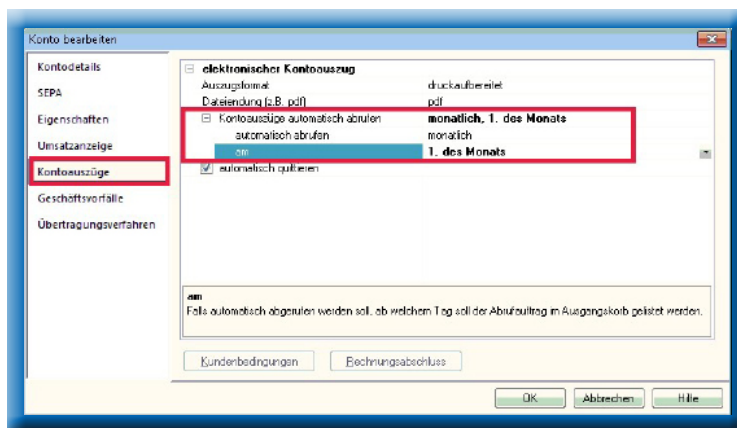 Konto bearbeiten
Kontodetails
SEPA
Eigenschaften
Umsatzanzeige
Kontoauszüge
Geschäftsvorfälle
Übertragungsverfahren
elektronischer Kontoauszug
Auszugsformat druckaufbereitet
Dateiendung (z.B. pdf) pdf
Kontoauszüge automatisch abrufen monatlich, 1. des Monats
automatisch abrufen monatlich
am 1. des Monats
automatisch quittieren
am
Falls automatisch abgerufen werden soll, ab welchem Tag soll der Abrufauftrag im Ausgangskorb gelistet werden.
Kundenbedingungen Rechnungsabschluss
OK Abbrechen Hilfe